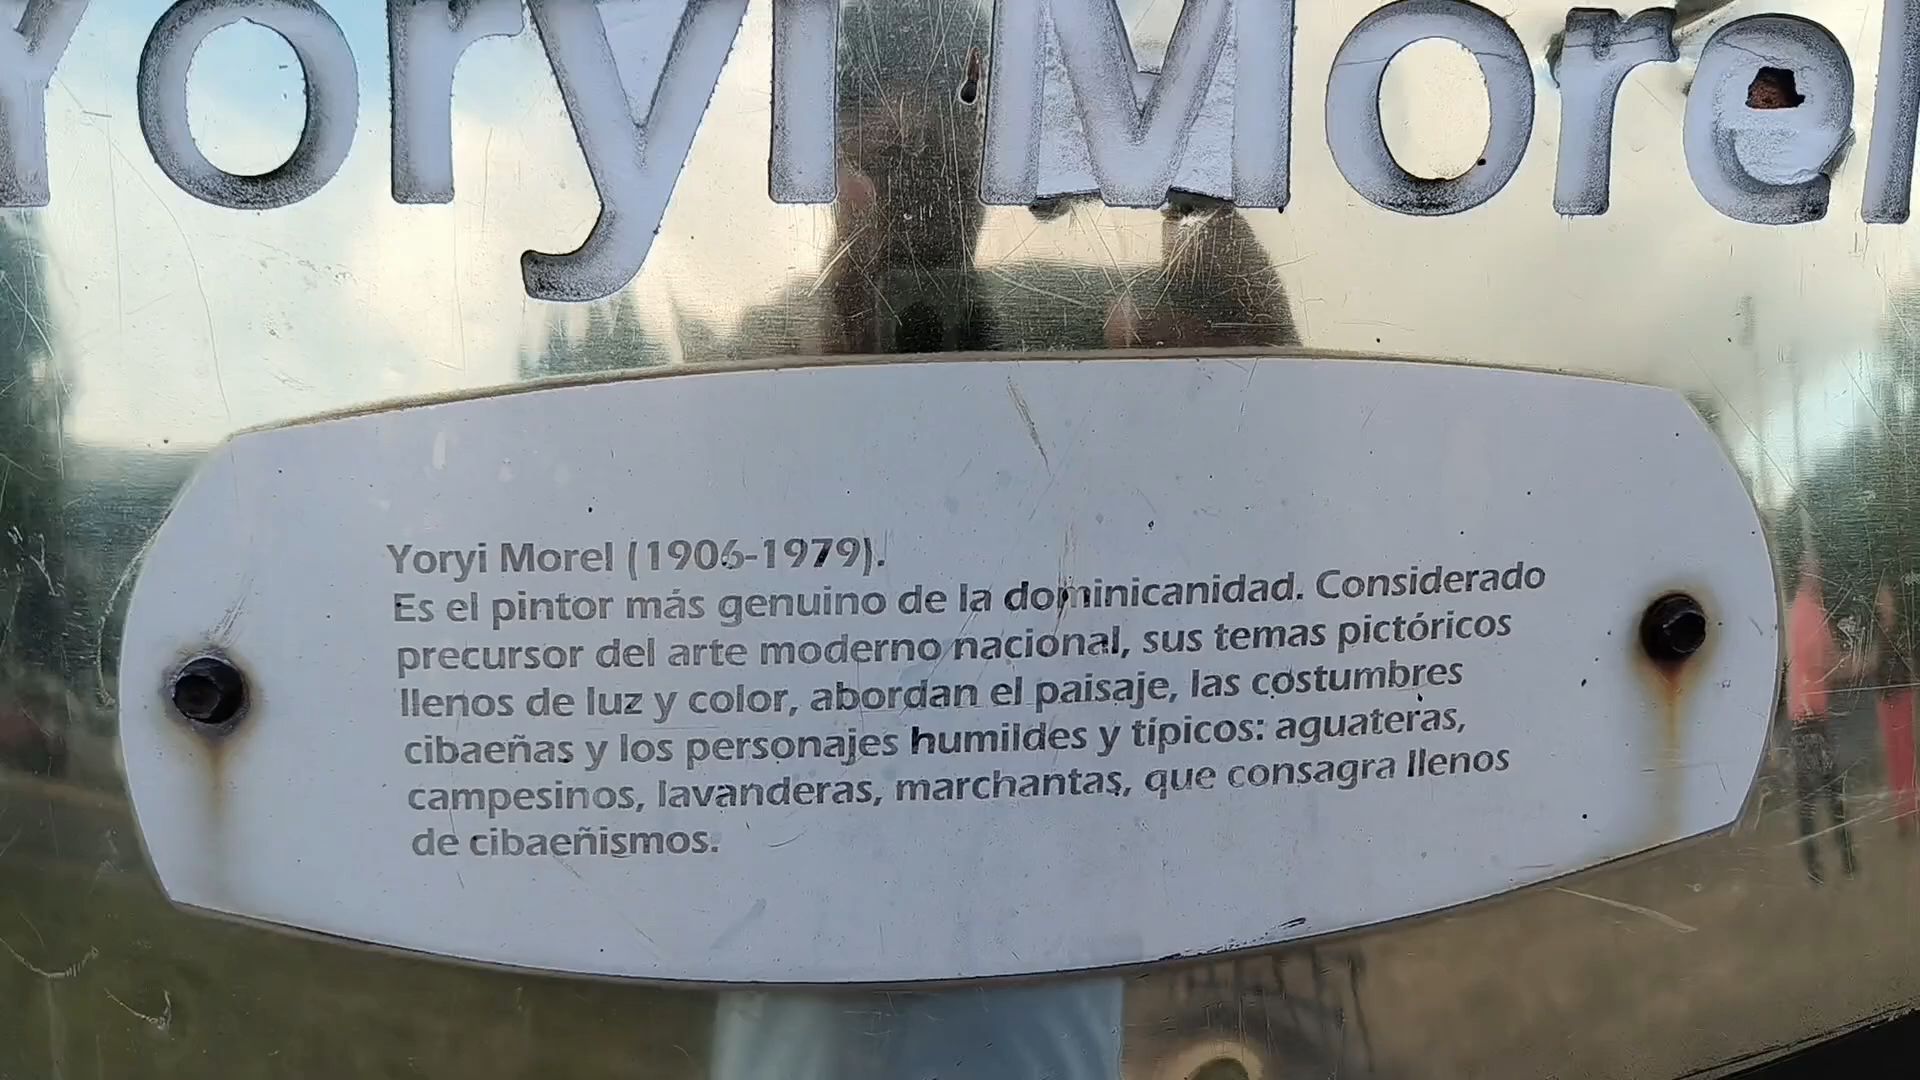 Yoryi Morel
Yoryi Morel (1906-1979).
Es el pintor más genuino de la dominicanidad. Considerado
precursor del arte moderno nacional, sus temas pictóricos
llenos de luz y color, abordan el paisaje, las costumbres
cibaeñas y los personajes humildes y típicos: aguateras,
campesinos, lavanderas, marchantas, que consagra llenos
de cibaeñismos.